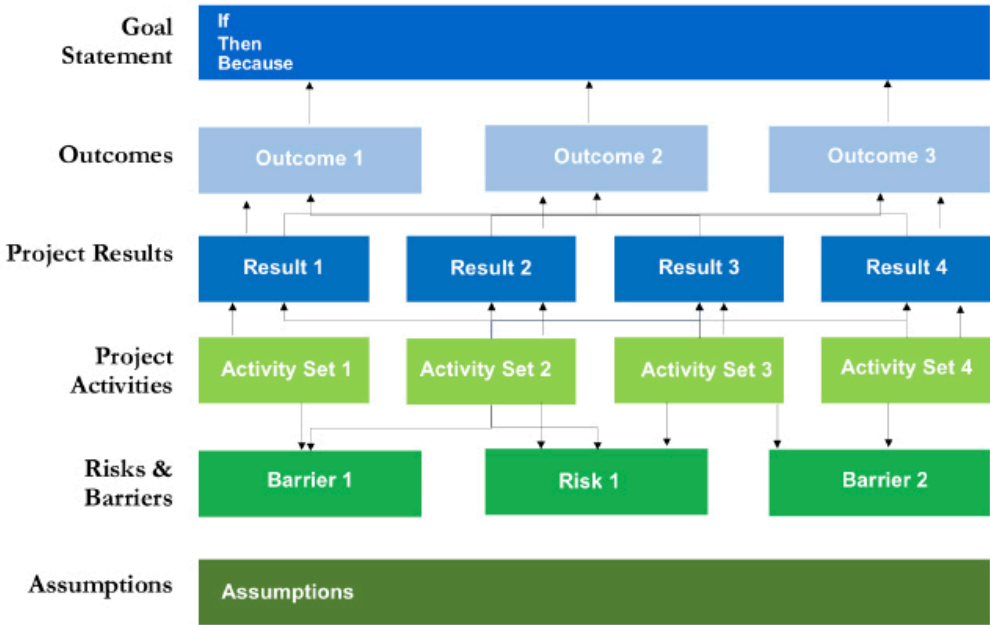 Goal
Statement
If
Then
Because
Outcomes
Outcome 1
Outcome 2
Outcome 3
Project Results
Result 1
Result 2
Result 3
Result 4
Project
Activities
Activity Set 1
Activity Set 2
Activity Set 3
Activity Set 4
Risks &
Barriers
Barrier 1
Risk 1
Barrier 2
Assumptions
Assumptions